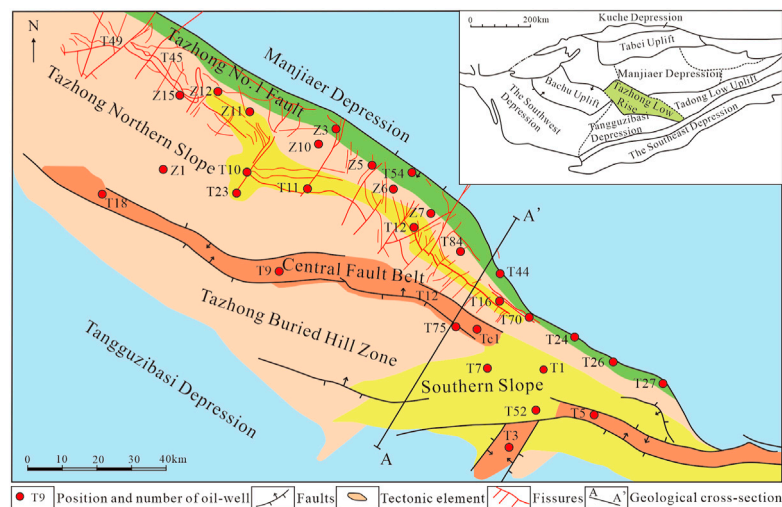 N
T49
T45
Tazhong No.1 Fault
Manjiaer Depression
Z15
Z12
Z11
Z3
Z10
Tazhong Northern Slope
Z1
T10
T23
T11
Z5
T54
Z6
Z7
T12
T84
A'
T44
T18
T9
Central Fault Belt
T12
T16
T70
T75
Tc1
T24
T26
T27
Tazhong Buried Hill Zone
Tangguzibasi Depression
T7
T1
Southern Slope
T52
T5
T3
A
0 10 20 30 40km
0 200km
Kuche Depression
Tabei Uplift
Manjiaer Depression
Bachu Uplift
Tazhong Low
Rise
Tadong Low Uplift
The Southwest
Depression
Tangguzibasi
Depression
The Southeast Depression
T9 Position and number of oil-well
Faults
Tectonic element
Fissures
A A' Geological cross-section